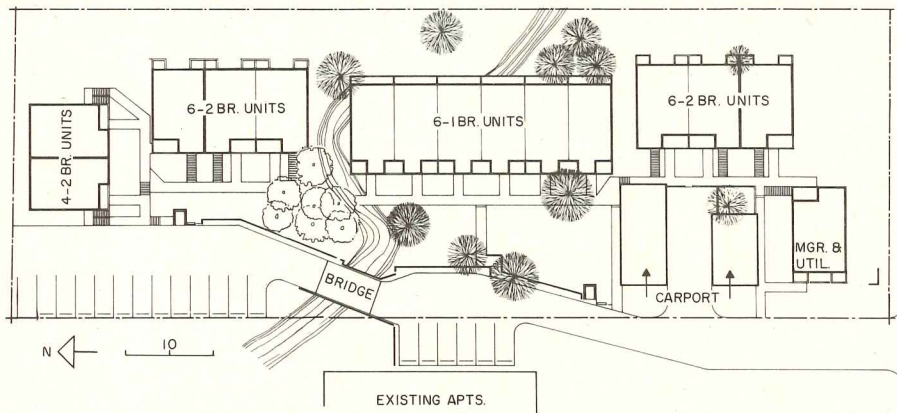 4-2 BR. UNITS
6-2 BR. UNITS
6-1 BR. UNITS
6-2 BR. UNITS
BRIDGE
CARPORT
MGR. &
UTIL.
N
10
EXISTING APTS.